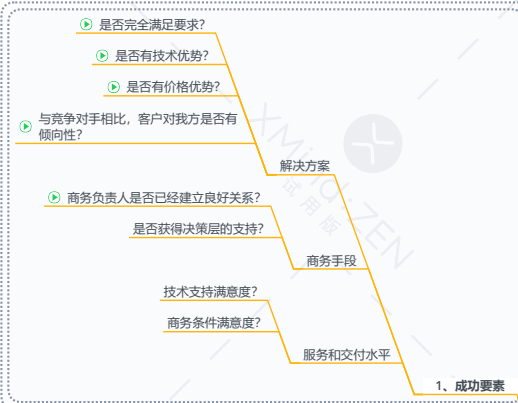 是否完全满足要求？
是否有技术优势？
是否有价格优势？
与竞争对手相比，客户对我方是否有
倾向性？
解决方案
商务负责人是否已经建立良好关系？
是否获得决策层的支持？
商务手段
技术支持满意度？
商务条件满意度？
服务和交付水平
1、成功要素
XMind:ZEN
试用版